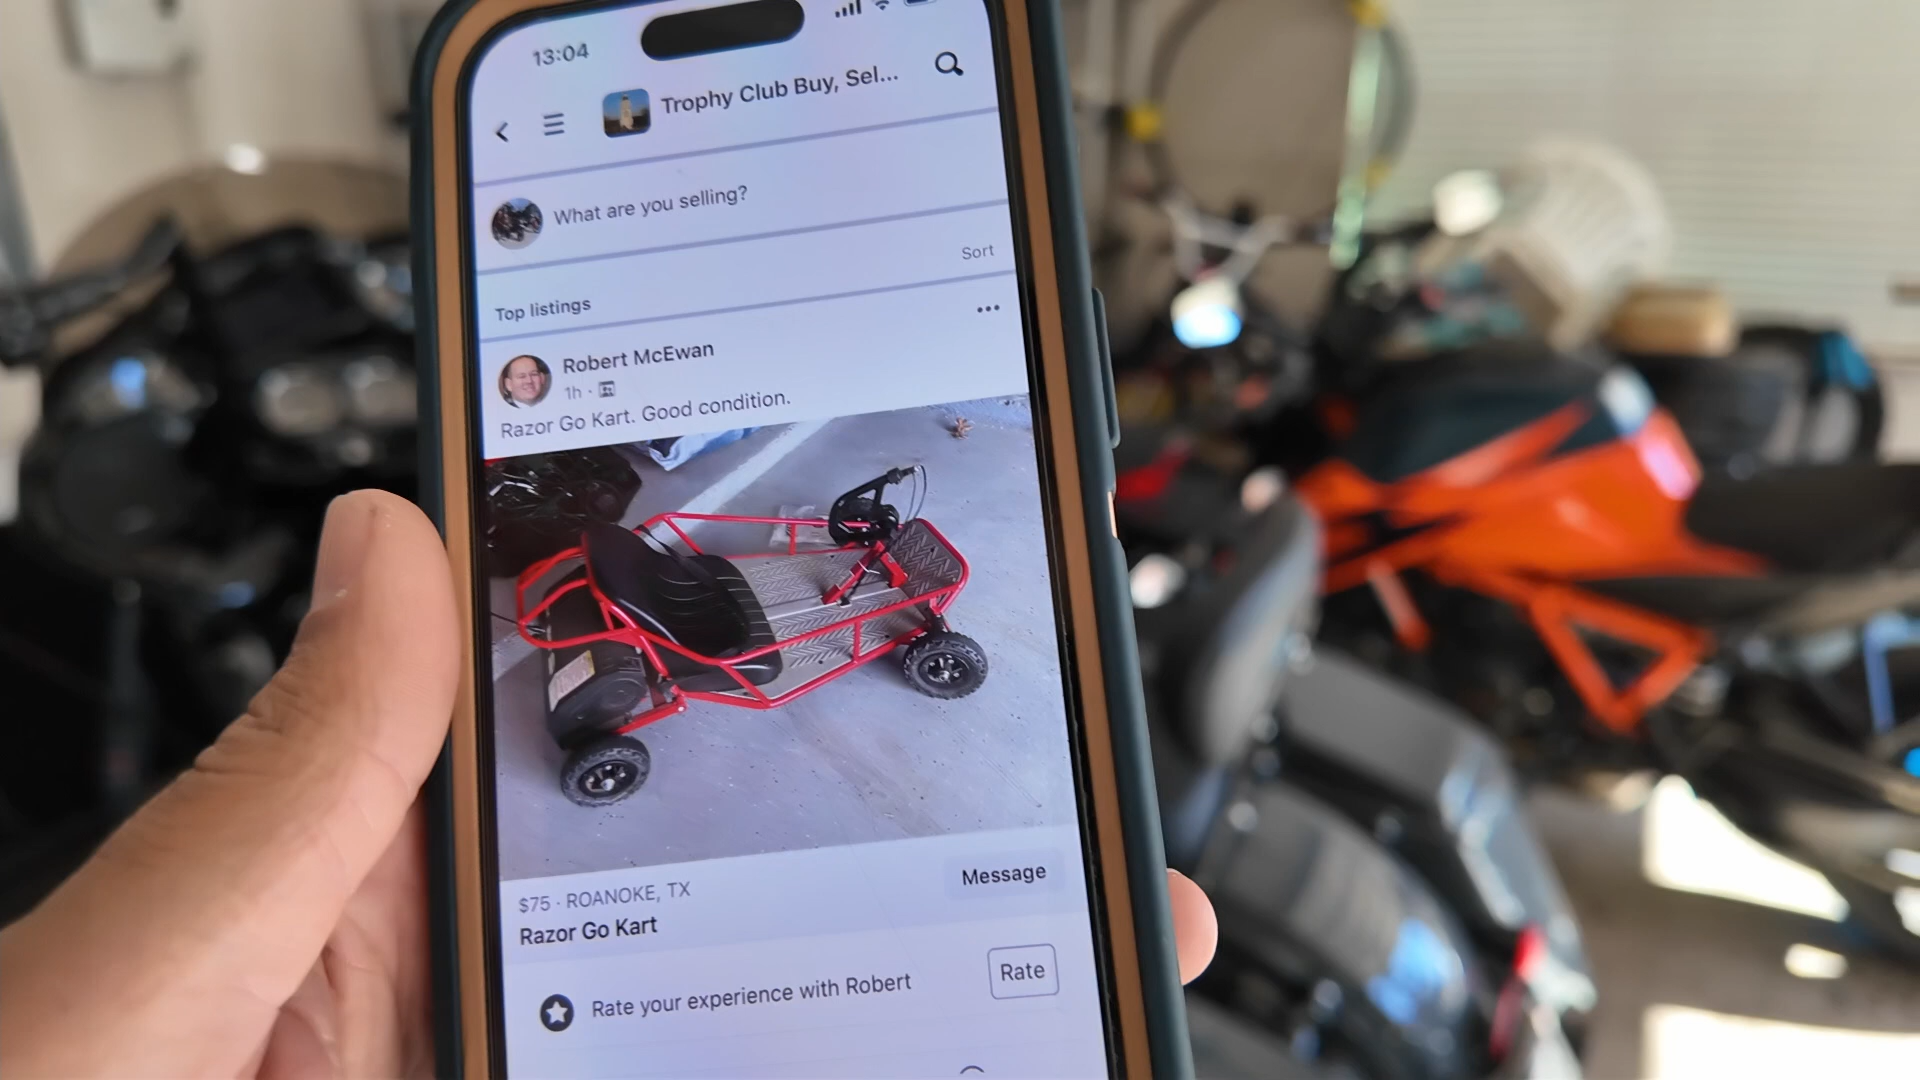 13:04
Trophy Club Buy, Sel...
What are you selling?
Sort
Top listings
Robert McEwan
1h ·
Razor Go Kart. Good condition.
$75 · ROANOKE, TX
Message
Razor Go Kart
Rate your experience with Robert
Rate